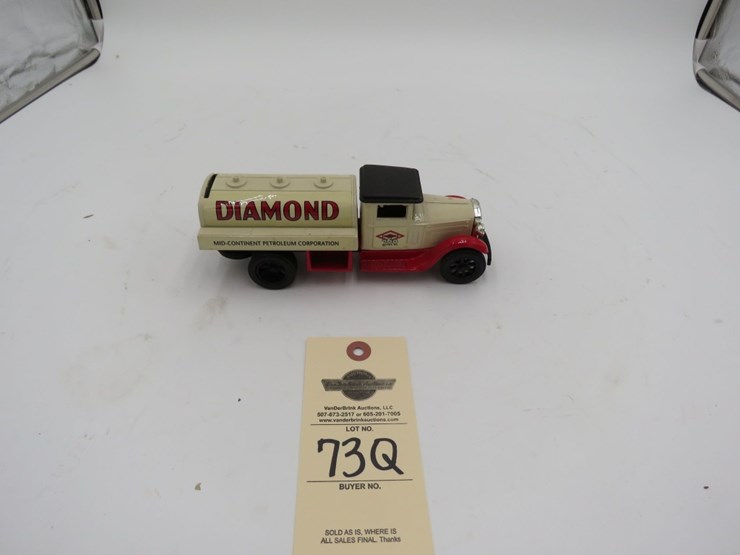 DIAMOND
MID-CONTINENT PETROLEUM CORPORATION
VanDerBrink Auctions, LLC
507-673-2517 or 605-201-7005
www.vanderbrinkauctions.com
LOT NO.
73Q
BUYER NO.
SOLD AS IS, WHERE IS
ALL SALES FINAL. Thanks